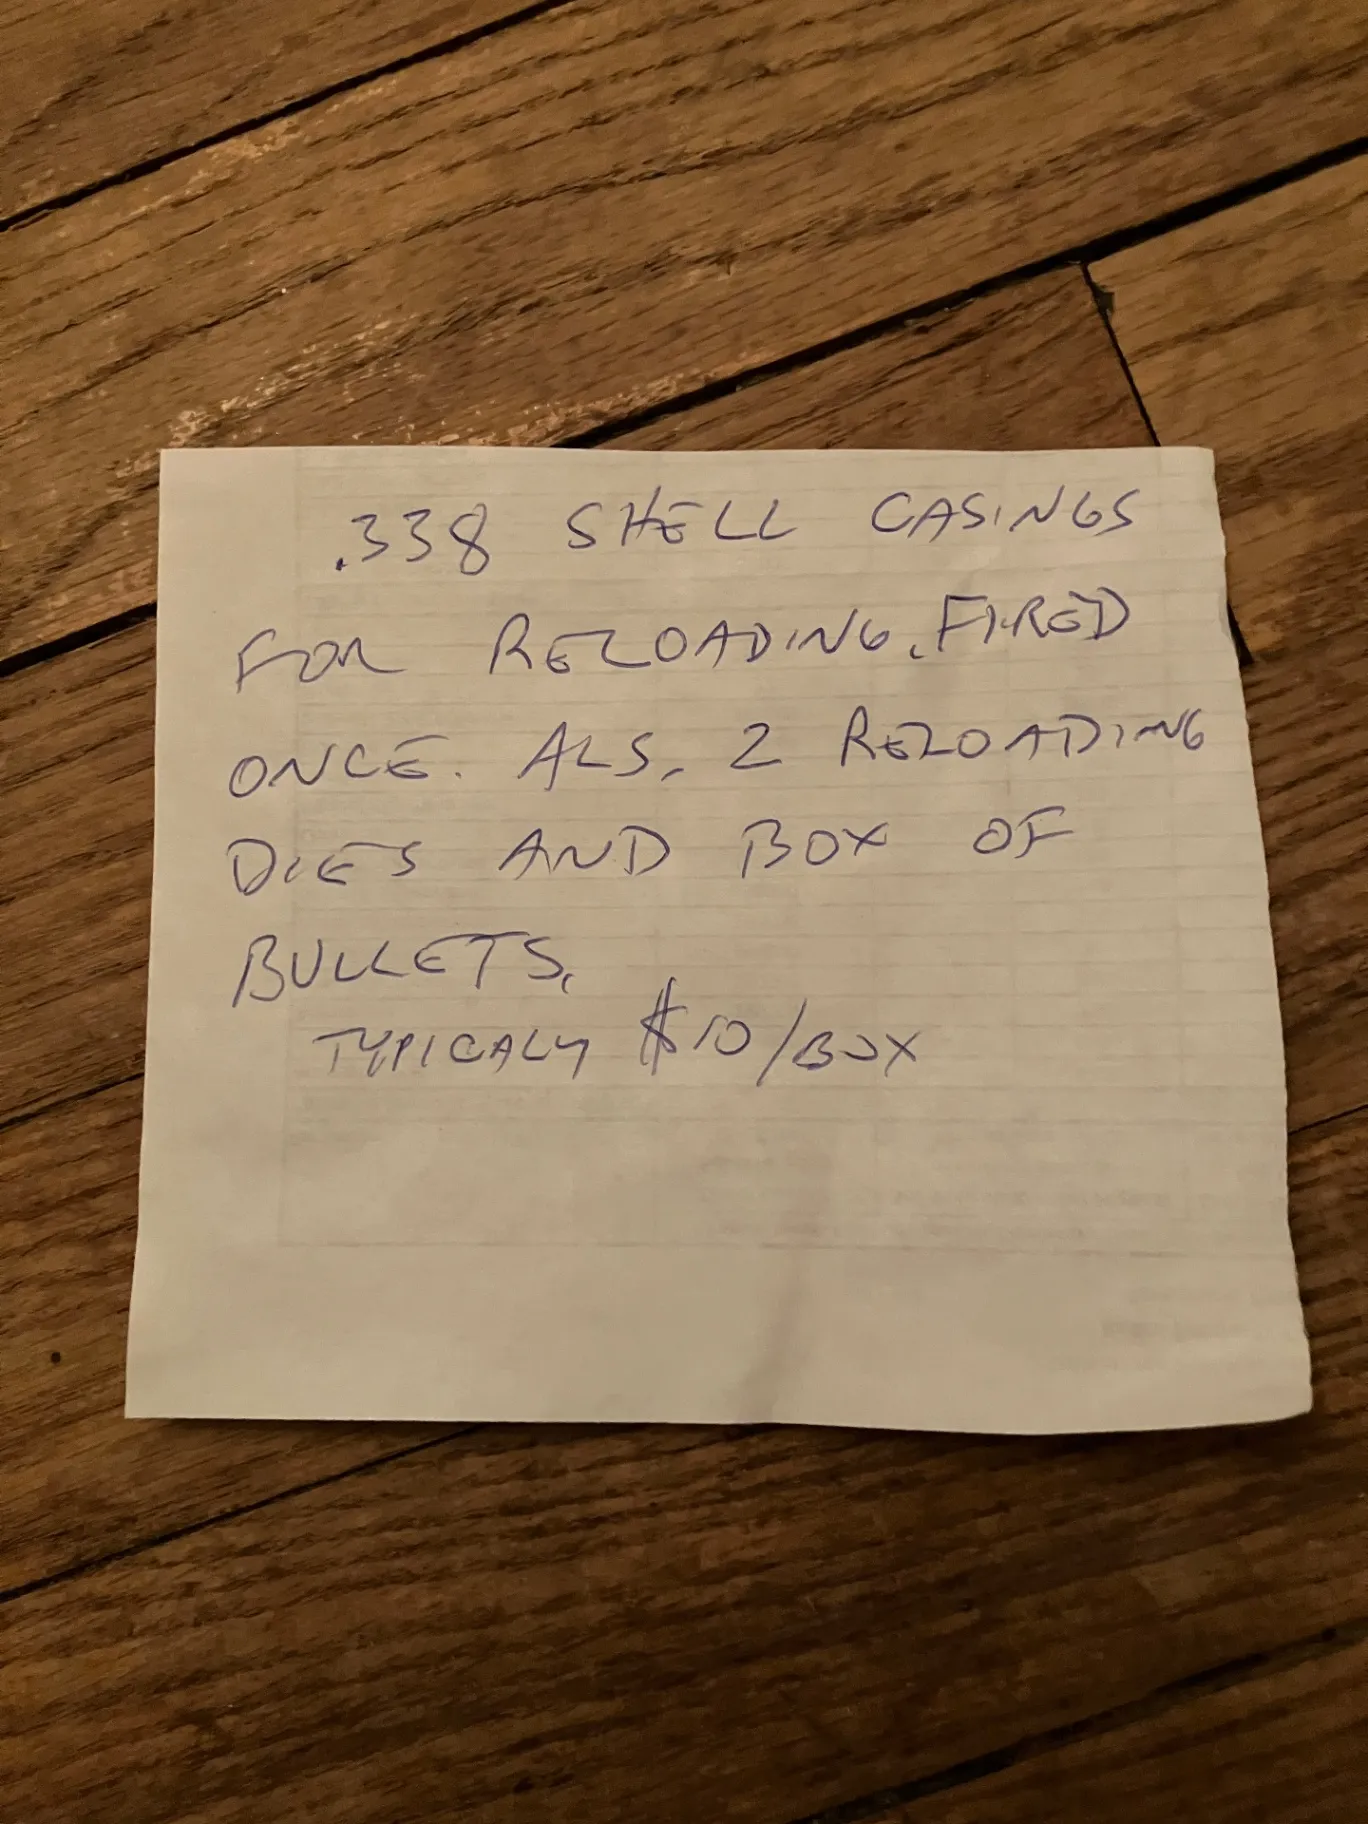 .338 SHELL CASINGS
FOR RELOADING. FIRED
ONCE. ALS. 2 RELOADING
DIES AND BOX OF
BULLETS.
TYPICALY $10/BOX